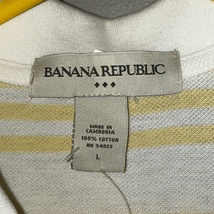 BANANA REPUBLIC
MADE IN
CAMBODIA
100% COTTON
RN 54023
L